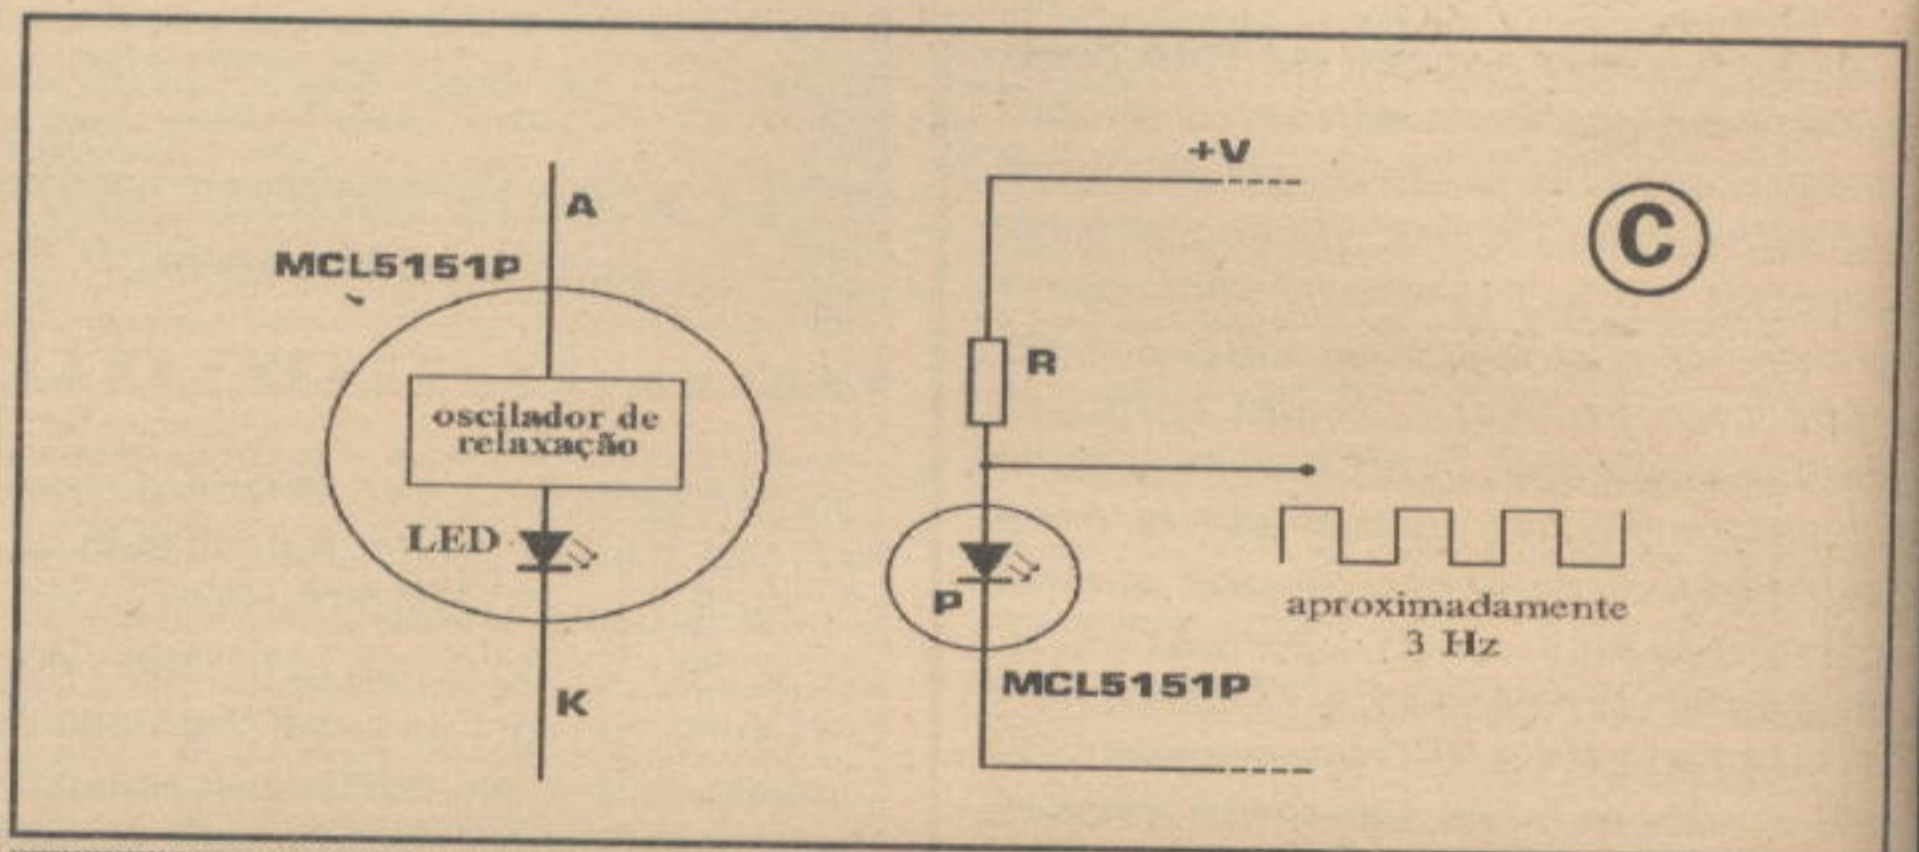 A
MCL5151P
oscilador de
relaxação
LED
K
+V
R
P
MCL5151P
aproximadamente
3 Hz
C